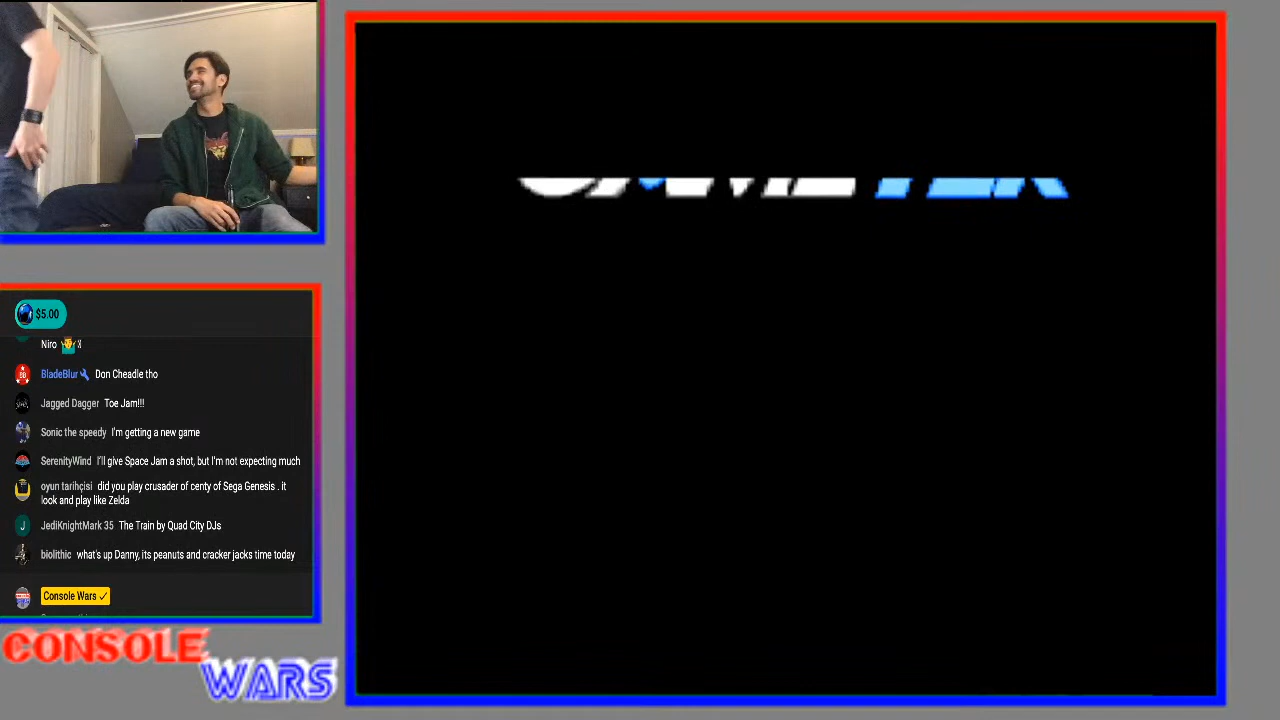 $5.00
Niro
BladeBlur Don Cheadle tho
Jagged Dagger Toe Jam!!!
Sonic the speedy I'm getting a new game
SerenityWind I'll give Space Jam a shot, but I'm not expecting much
oyun tarihçisi did you play crusader of centy of Sega Genesis . it
look and play like Zelda
J JediKnightMark 35 The Train by Quad City DJs
biolithic what's up Danny, its peanuts and cracker jacks time today
Console Wars
CONSOLE
WARS